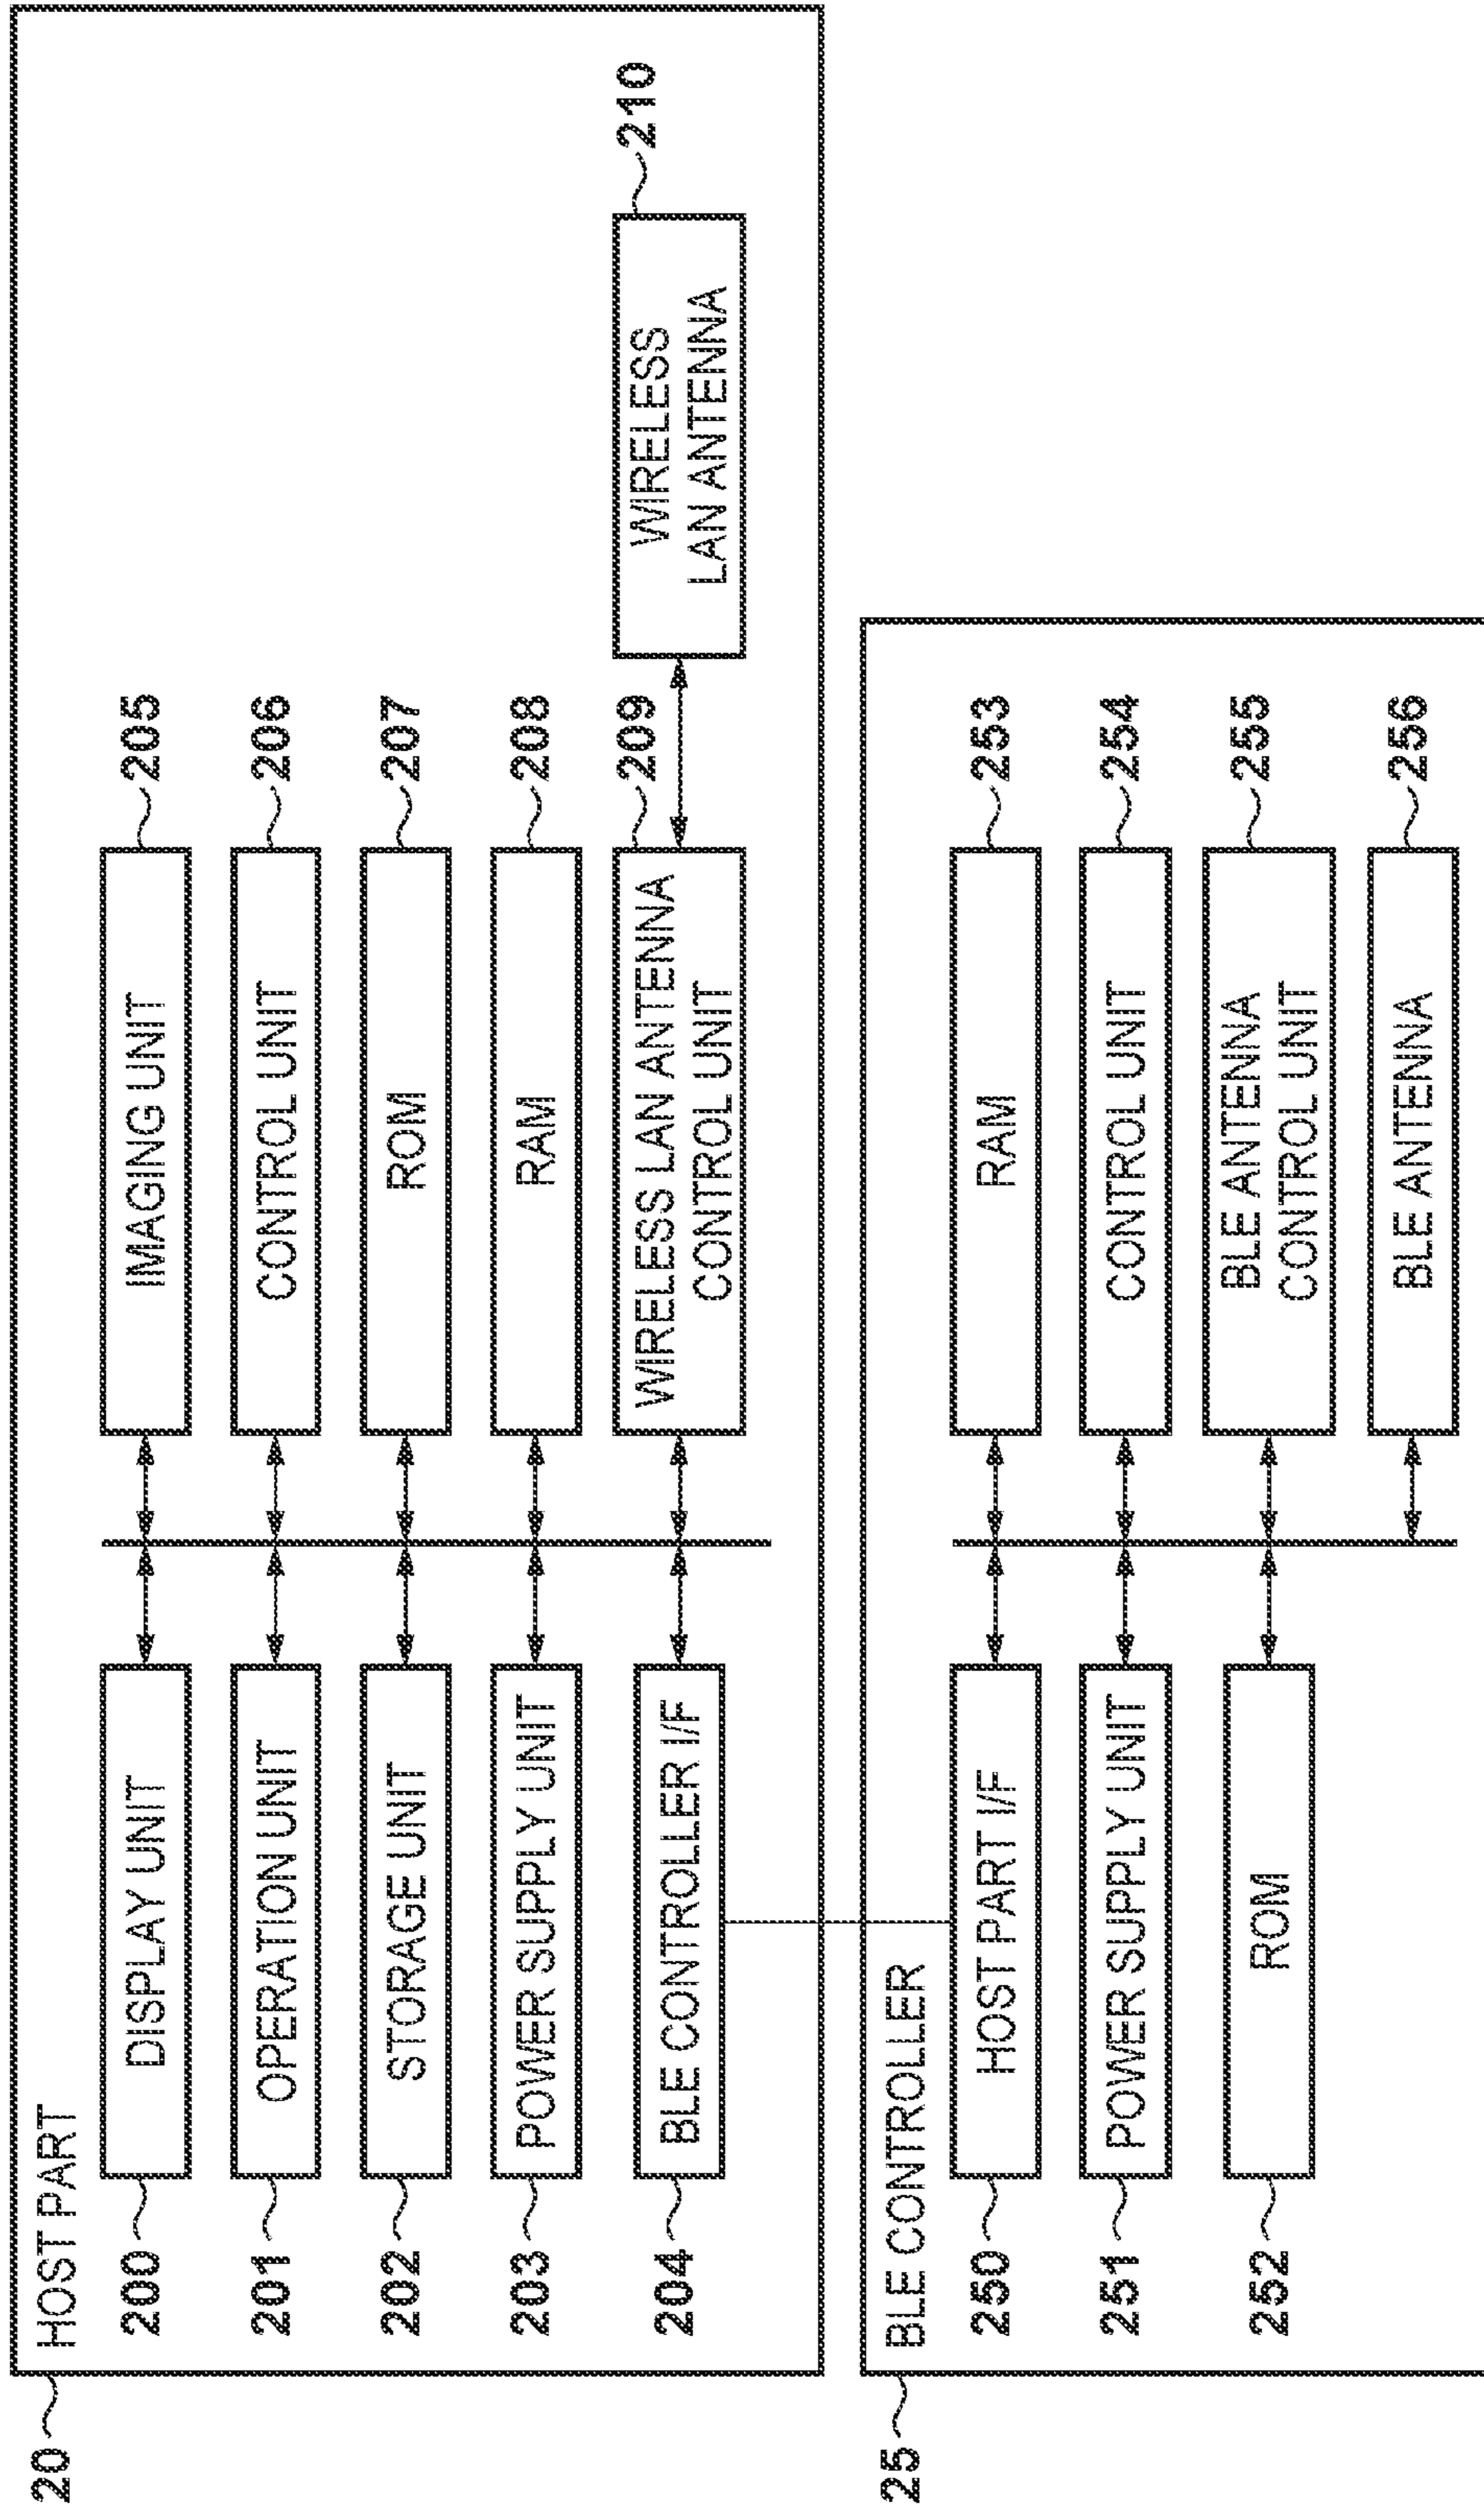 20
HOST PART
200
DISPLAY UNIT
IMAGING UNIT
205
201
OPERATION UNIT
CONTROL UNIT
206
202
STORAGE UNIT
ROM
207
203
POWER SUPPLY UNIT
RAM
208
204
BLE CONTROLLER I/F
WIRELESS LAN ANTENNA
CONTROL UNIT
209
WIRELESS
LAN ANTENNA
210
25
BLE CONTROLLER
250
HOST PART I/F
RAM
253
251
POWER SUPPLY UNIT
CONTROL UNIT
254
252
ROM
BLE ANTENNA
CONTROL UNIT
255
BLE ANTENNA
256